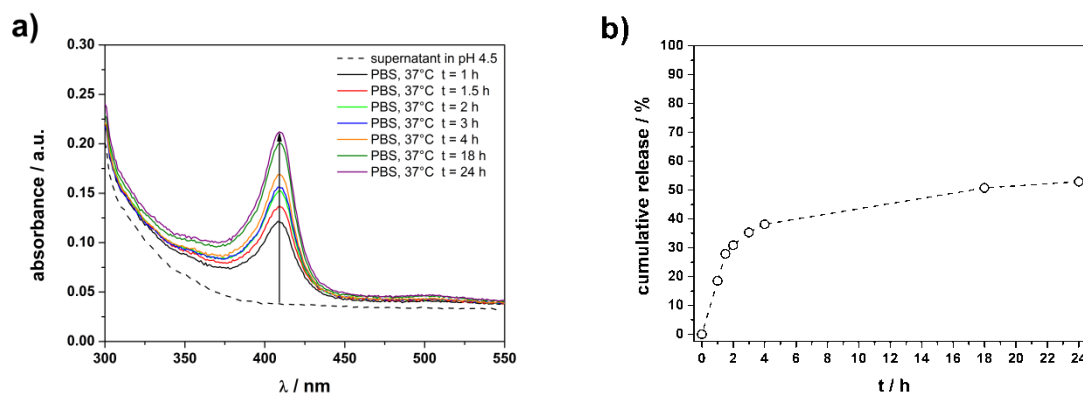 a)
0.30
0.25
0.20
0.15
0.10
0.05
0.00
absorbance / a.u.
supernatant in pH 4.5
PBS, 37°C t = 1 h
PBS, 37°C t = 1.5 h
PBS, 37°C t = 2 h
PBS, 37°C t = 3 h
PBS, 37°C t = 4 h
PBS, 37°C t = 18 h
PBS, 37°C t = 24 h
300 350 400 450 500 550
λ / nm
b)
100
90
80
70
60
50
40
30
20
10
0
cumulative release / %
0 2 4 6 8 10 12 14 16 18 20 22 24
t / h